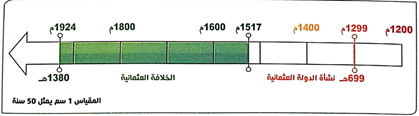 1200م 1299م 1400م 1517م 1600م 1800م 1924م
699هـ نشأة الدولة العثمانية الخلافة العثمانية 1380هـ
المقياس 1 سم يمثل 50 سنة